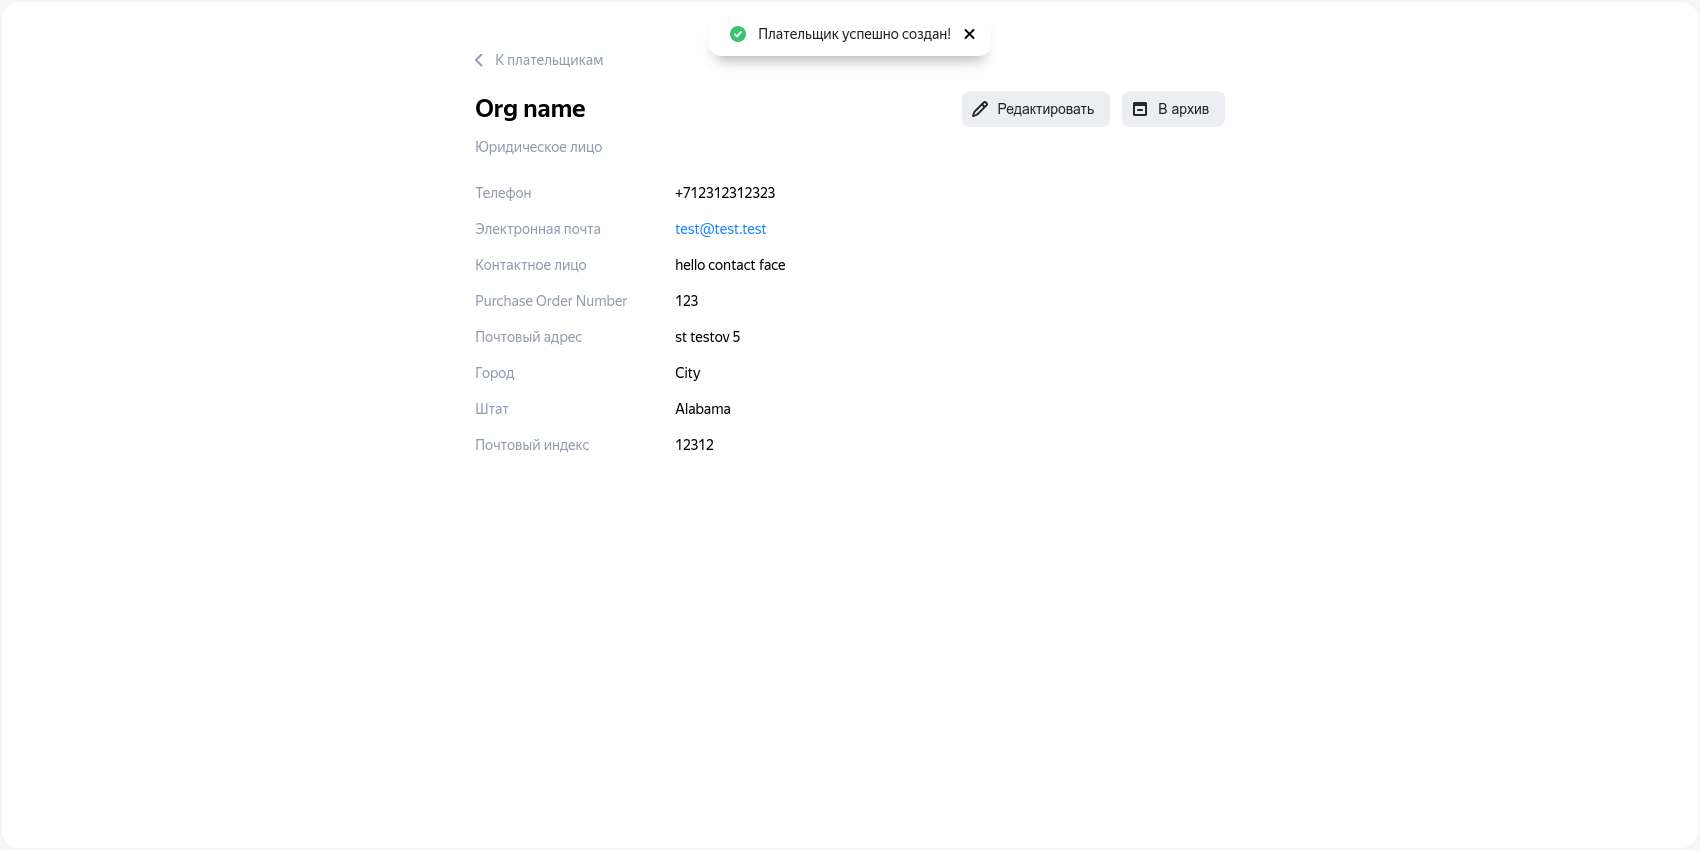 Плательщик успешно создан!
К плательщикам
Org name
Редактировать
В архив
Юридическое лицо
Телефон +712312312323
Электронная почта test@test.test
Контактное лицо hello contact face
Purchase Order Number 123
Почтовый адрес st testov 5
Город City
Штат Alabama
Почтовый индекс 12312